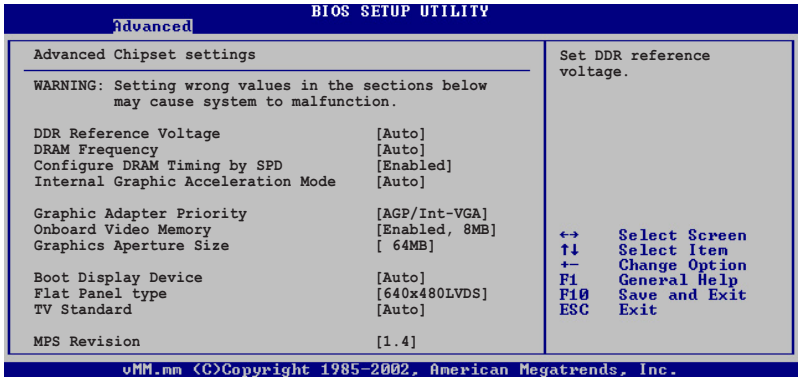 BIOS SETUP UTILITY
Advanced
Advanced Chipset settings
WARNING: Setting wrong values in the sections below
may cause system to malfunction.
DDR Reference Voltage [Auto]
DRAM Frequency [Auto]
Configure DRAM Timing by SPD [Enabled]
Internal Graphic Acceleration Mode [Auto]
Graphic Adapter Priority [AGP/Int-VGA]
Onboard Video Memory [Enabled, 8MB]
Graphics Aperture Size [ 64MB]
Boot Display Device [Auto]
Flat Panel type [640x480LVDS]
TV Standard [Auto]
MPS Revision [1.4]
Set DDR reference
voltage.
←→ Select Screen
↑↓ Select Item
+- Change Option
F1 General Help
F10 Save and Exit
ESC Exit
vMM.mm (C)Copyright 1985-2002, American Megatrends, Inc.